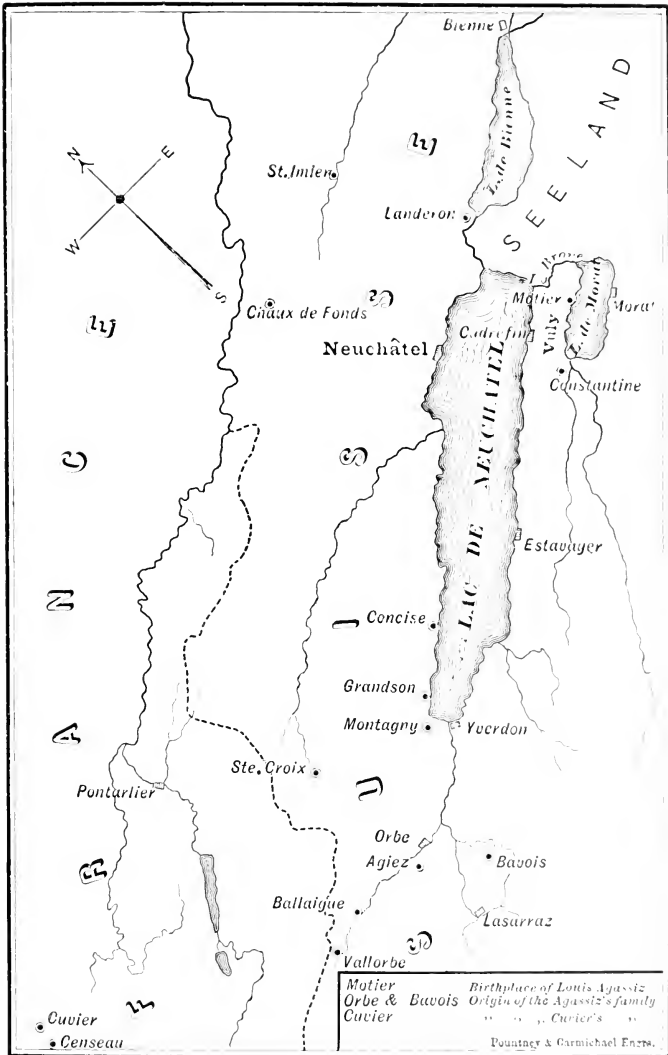 Bienne
L. de Bienne
SEELAND
N
E
W
S
St. Imier
Landeron
La Broye
Chaux de Fonds
Motier
Vuly
L. de Morat
Morat
Neuchâtel
Cudrefin
Constantine
LAC DE NEUCHATEL
Estavayer
Concise
Grandson
Montagny
Yverdon
Ste. Croix
Pontarlier
Orbe
Agiez
Bavois
Ballaigue
Lasarraz
Vallorbe
FRANCE
SUISSE
Cuvier
Censeau
Motier Birthplace of Louis Agassiz
Orbe & Bavois Origin of the Agassiz's family
Cuvier " " „ Cuvier's „
Pountney & Carmichael Engrs.